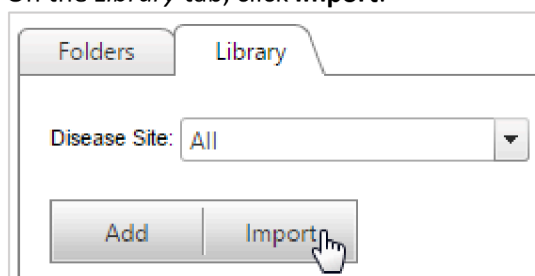 On the Library tab, click Import.
Folders Library
Disease Site: All
Add Import